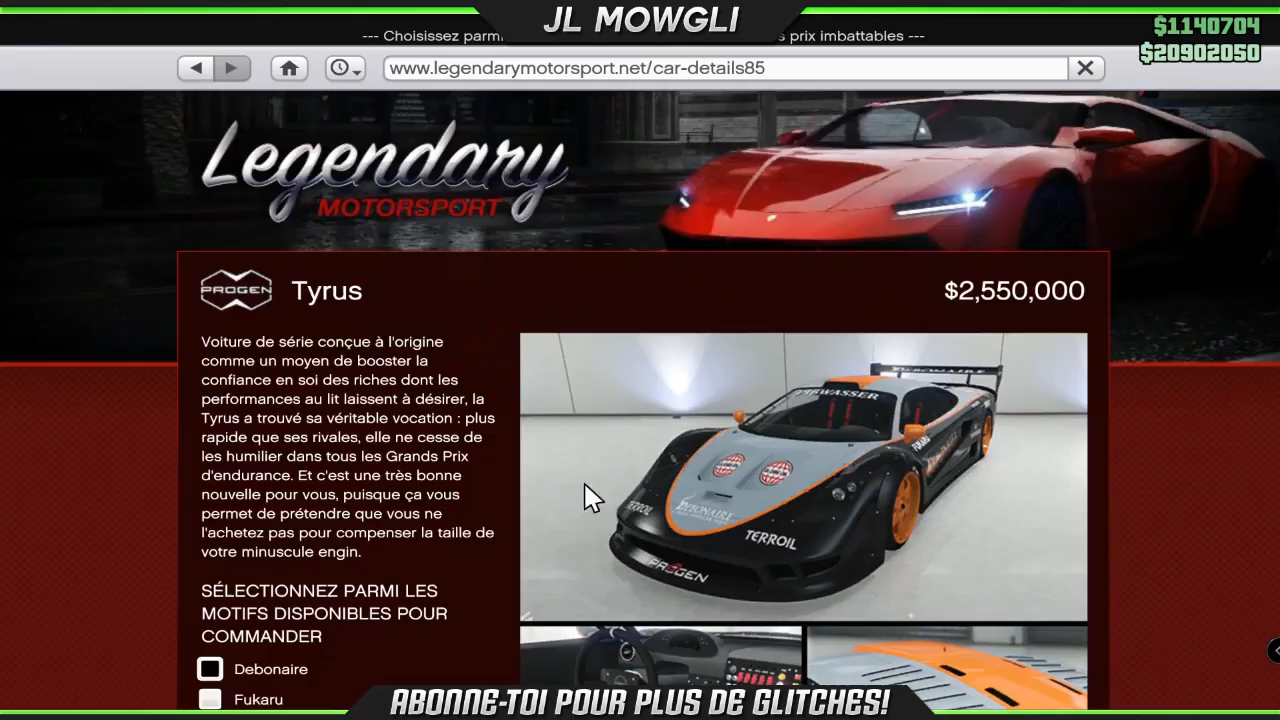 JL MOWGLI
--- Choisissez parmi
s prix imbattables ---
$1140704
$20902050
www.legendarymotorsport.net/car-details85
Legendary
MOTORSPORT
PROGEN
Tyrus
$2,550,000
Voiture de série conçue à l'origine
comme un moyen de booster la
confiance en soi des riches dont les
performances au lit laissent à désirer, la
Tyrus a trouvé sa véritable vocation : plus
rapide que ses rivales, elle ne cesse de
les humilier dans tous les Grands Prix
d'endurance. Et c'est une très bonne
nouvelle pour vous, puisque ça vous
permet de prétendre que vous ne
l'achetez pas pour compenser la taille de
votre minuscule engin.
DEBONAIRE
FUKARU
TERROIL
DEBONAIRE
TERROIL
PROGEN
SÉLECTIONNEZ PARMI LES
MOTIFS DISPONIBLES POUR
COMMANDER
Debonaire
Fukaru
ABONNE-TOI POUR PLUS DE GLITCHES!